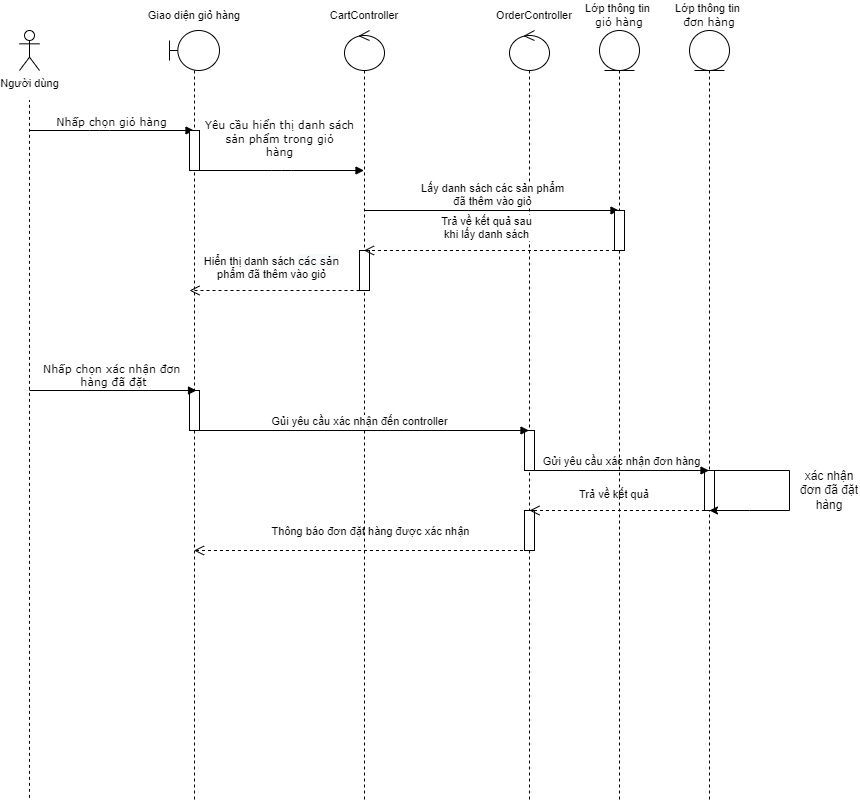 Giao diện giỏ hàng
CartController
OrderController
Lớp thông tin
giỏ hàng
Lớp thông tin
đơn hàng
Người dùng
Nhấp chọn giỏ hàng
Yêu cầu hiển thị danh sách
sản phẩm trong giỏ
hàng
Lấy danh sách các sản phẩm
đã thêm vào giỏ
Trả về kết quả sau
khi lấy danh sách
Hiển thị danh sách các sản
phẩm đã thêm vào giỏ
Nhấp chọn xác nhận đơn
hàng đã đặt
Gủi yêu cầu xác nhận đến controller
Gửi yêu cầu xác nhận đơn hàng
xác nhận
đơn đã đặt
hàng
Trả về kết quả
Thông báo đơn đặt hàng được xác nhận